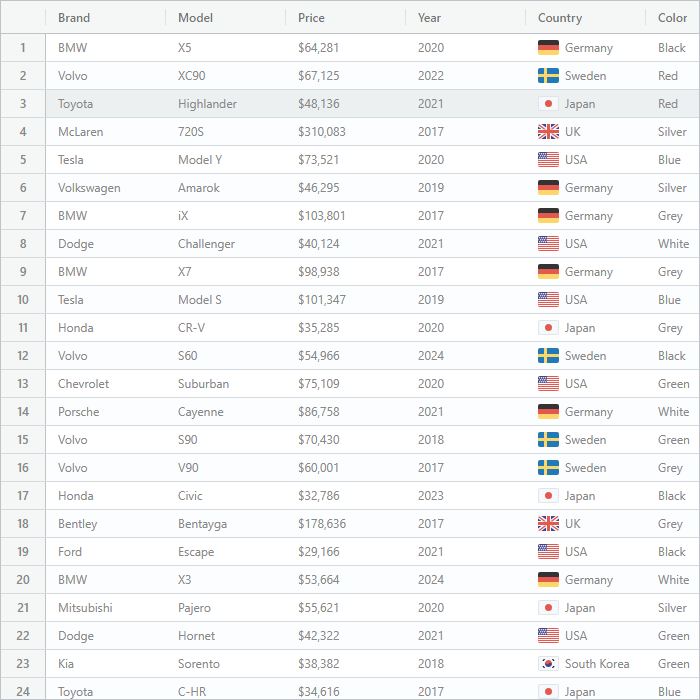 Brand Model Price Year Country Color
1 BMW X5 $64,281 2020 Germany Black
2 Volvo XC90 $67,125 2022 Sweden Red
3 Toyota Highlander $48,136 2021 Japan Red
4 McLaren 720S $310,083 2017 UK Silver
5 Tesla Model Y $73,521 2020 USA Blue
6 Volkswagen Amarok $46,295 2019 Germany Silver
7 BMW iX $103,801 2017 Germany Grey
8 Dodge Challenger $40,124 2021 USA White
9 BMW X7 $98,938 2017 Germany Grey
10 Tesla Model S $101,347 2019 USA Blue
11 Honda CR-V $35,285 2020 Japan Grey
12 Volvo S60 $54,966 2024 Sweden Black
13 Chevrolet Suburban $75,109 2020 USA Green
14 Porsche Cayenne $86,758 2021 Germany White
15 Volvo S90 $70,430 2018 Sweden Green
16 Volvo V90 $60,001 2017 Sweden Grey
17 Honda Civic $32,786 2023 Japan Black
18 Bentley Bentayga $178,636 2017 UK Grey
19 Ford Escape $29,166 2021 USA Black
20 BMW X3 $53,664 2024 Germany White
21 Mitsubishi Pajero $55,621 2020 Japan Silver
22 Dodge Hornet $42,322 2021 USA Green
23 Kia Sorento $38,382 2018 South Korea Green
24 Toyota C-HR $34,616 2017 Japan Blue